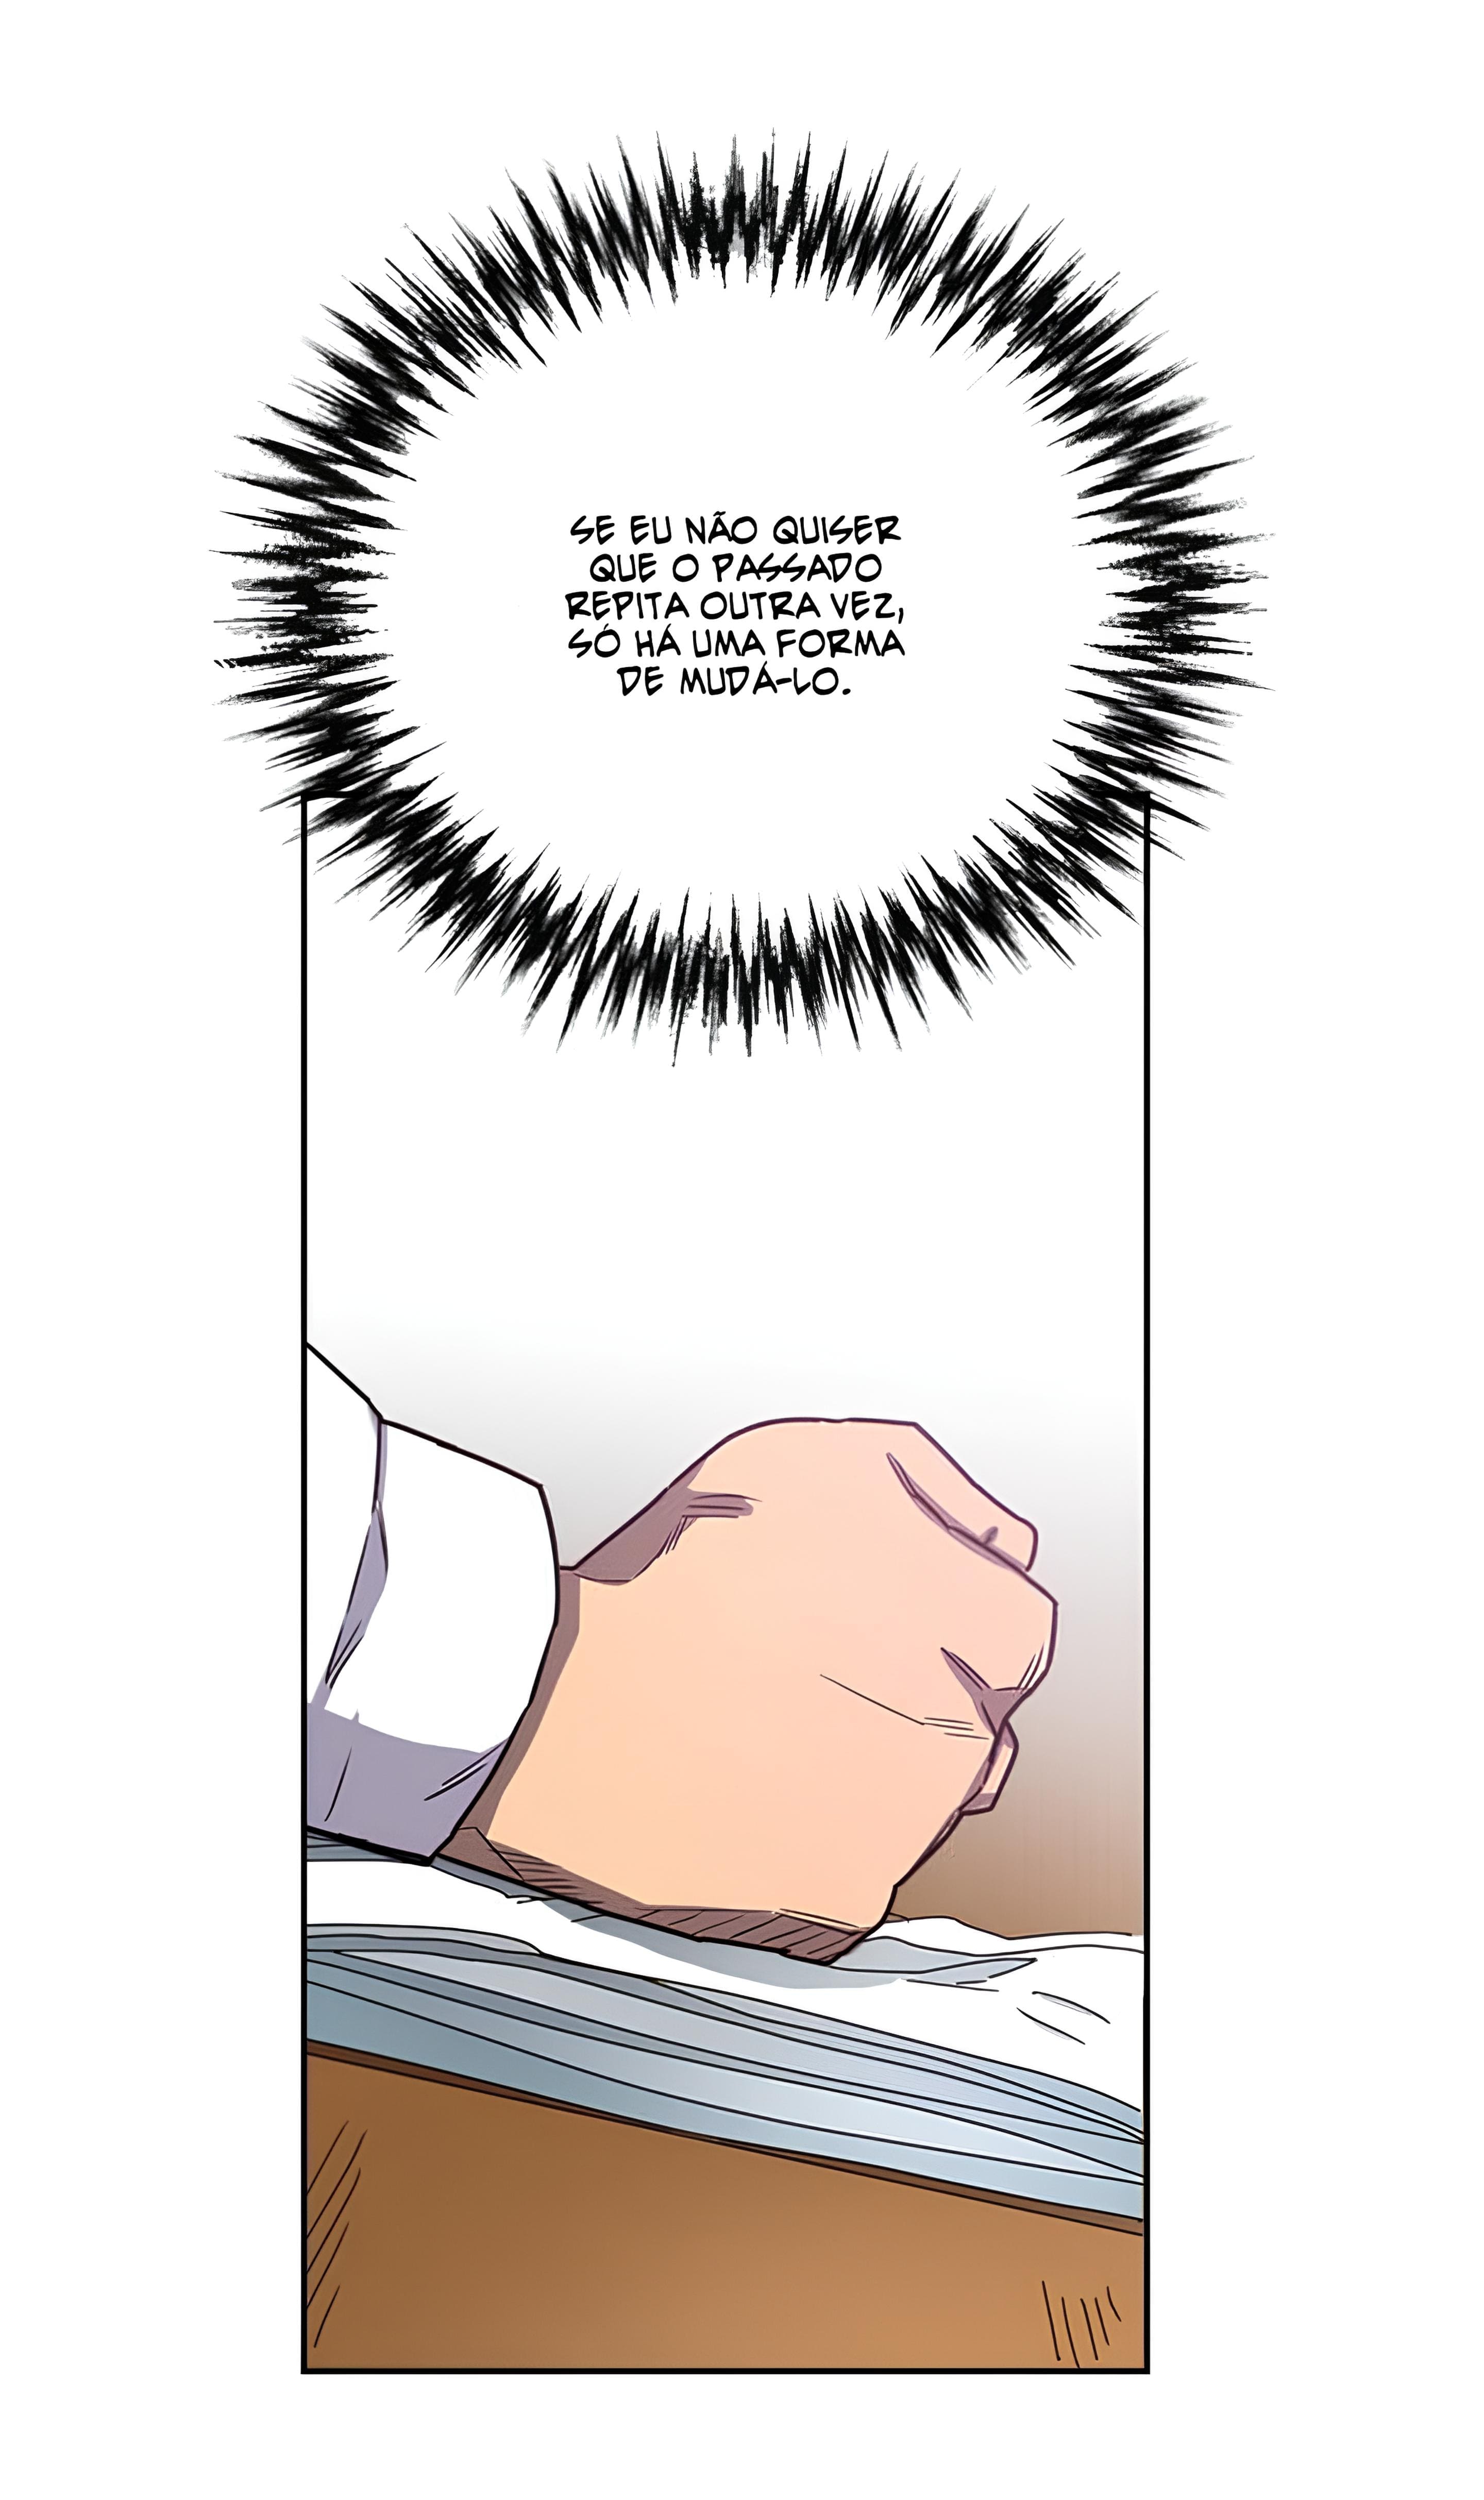 SE EU NÃO QUISER
QUE O PASSADO
REPITA OUTRA VEZ,
SÓ HÁ UMA FORMA
DE MUDÁ-LO.